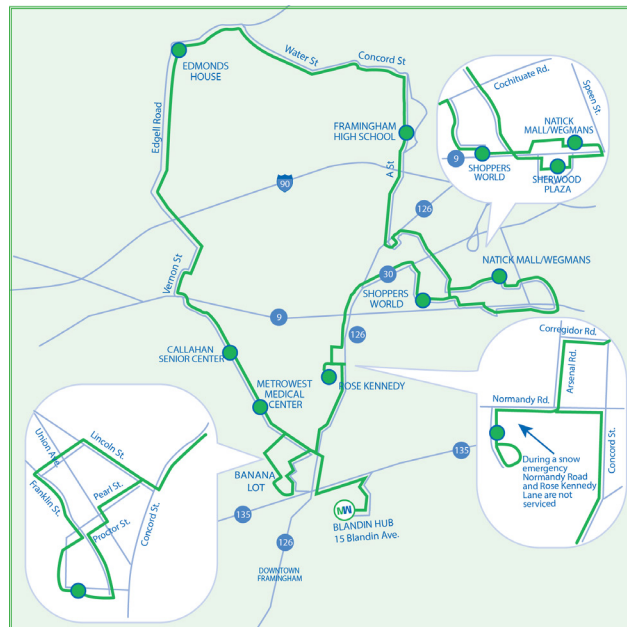 EDMONDS
HOUSE
Water St
Concord St
Edgell Road
FRAMINGHAM
HIGH SCHOOL
A St
90
126
Vernon St
30
NATICK MALL/WEGMANS
SHOPPERS
WORLD
9
126
CALLAHAN
SENIOR CENTER
METROWEST
MEDICAL
CENTER
ROSE KENNEDY
BANANA
LOT
135
135
M
BLANDIN HUB
15 Blandin Ave.
126
DOWNTOWN
FRAMINGHAM
Cochituate Rd.
Speen St.
NATICK
MALL/WEGMANS
9
SHOPPERS
WORLD
SHERWOOD
PLAZA
Corregidor Rd.
Arsenal Rd.
Normandy Rd.
Concord St.
During a snow
emergency
Normandy Road
and Rose Kennedy
Lane are not
serviced
Lincoln St.
Union Ave.
Pearl St.
Franklin St.
Proctor St.
Concord St.